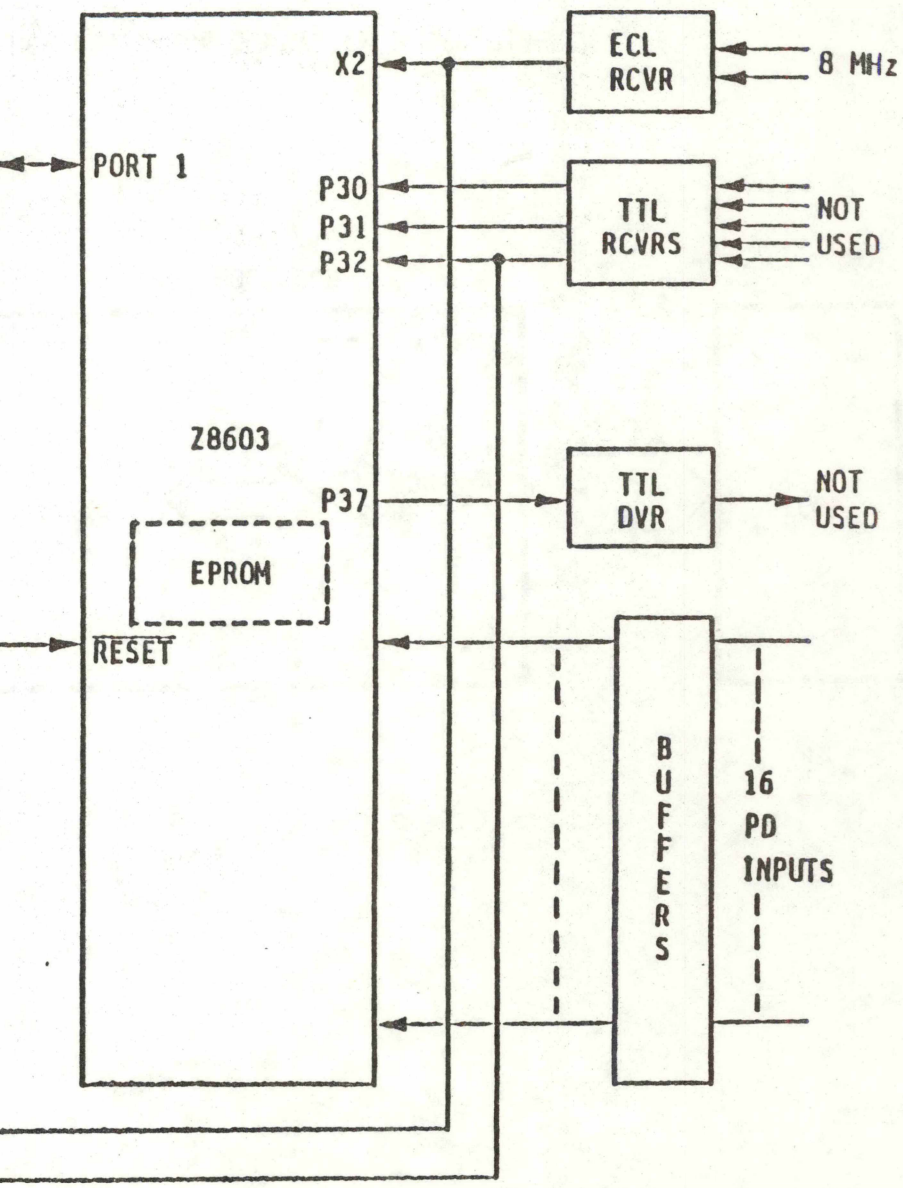 X2
ECL
RCVR
8 MHz
PORT 1
P30
P31
P32
TTL
RCVRS
NOT
USED
Z8603
P37
TTL
DVR
NOT
USED
EPROM
RESET
BUFFERS
16
PD
INPUTS